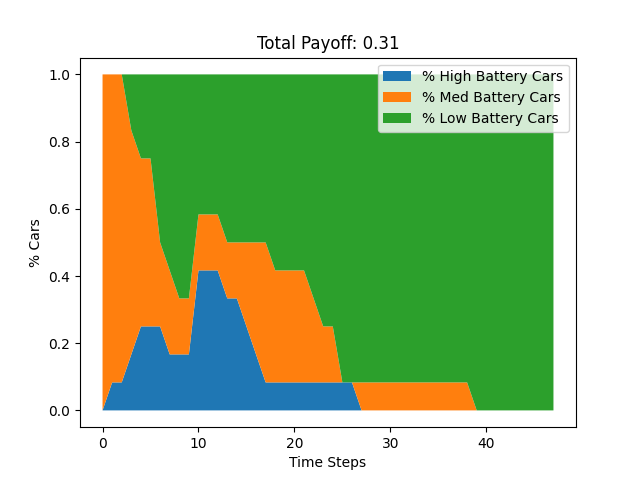 Total Payoff: 0.31
% High Battery Cars
% Med Battery Cars
% Low Battery Cars
1.0
0.8
0.6
0.4
0.2
0.0
% Cars
0
10
20
30
40
Time Steps